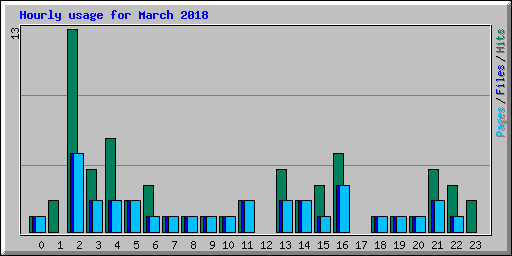 Hourly usage for March 2018
13
Pages/Files/Hits
0 1 2 3 4 5 6 7 8 9 10 11 12 13 14 15 16 17 18 19 20 21 22 23